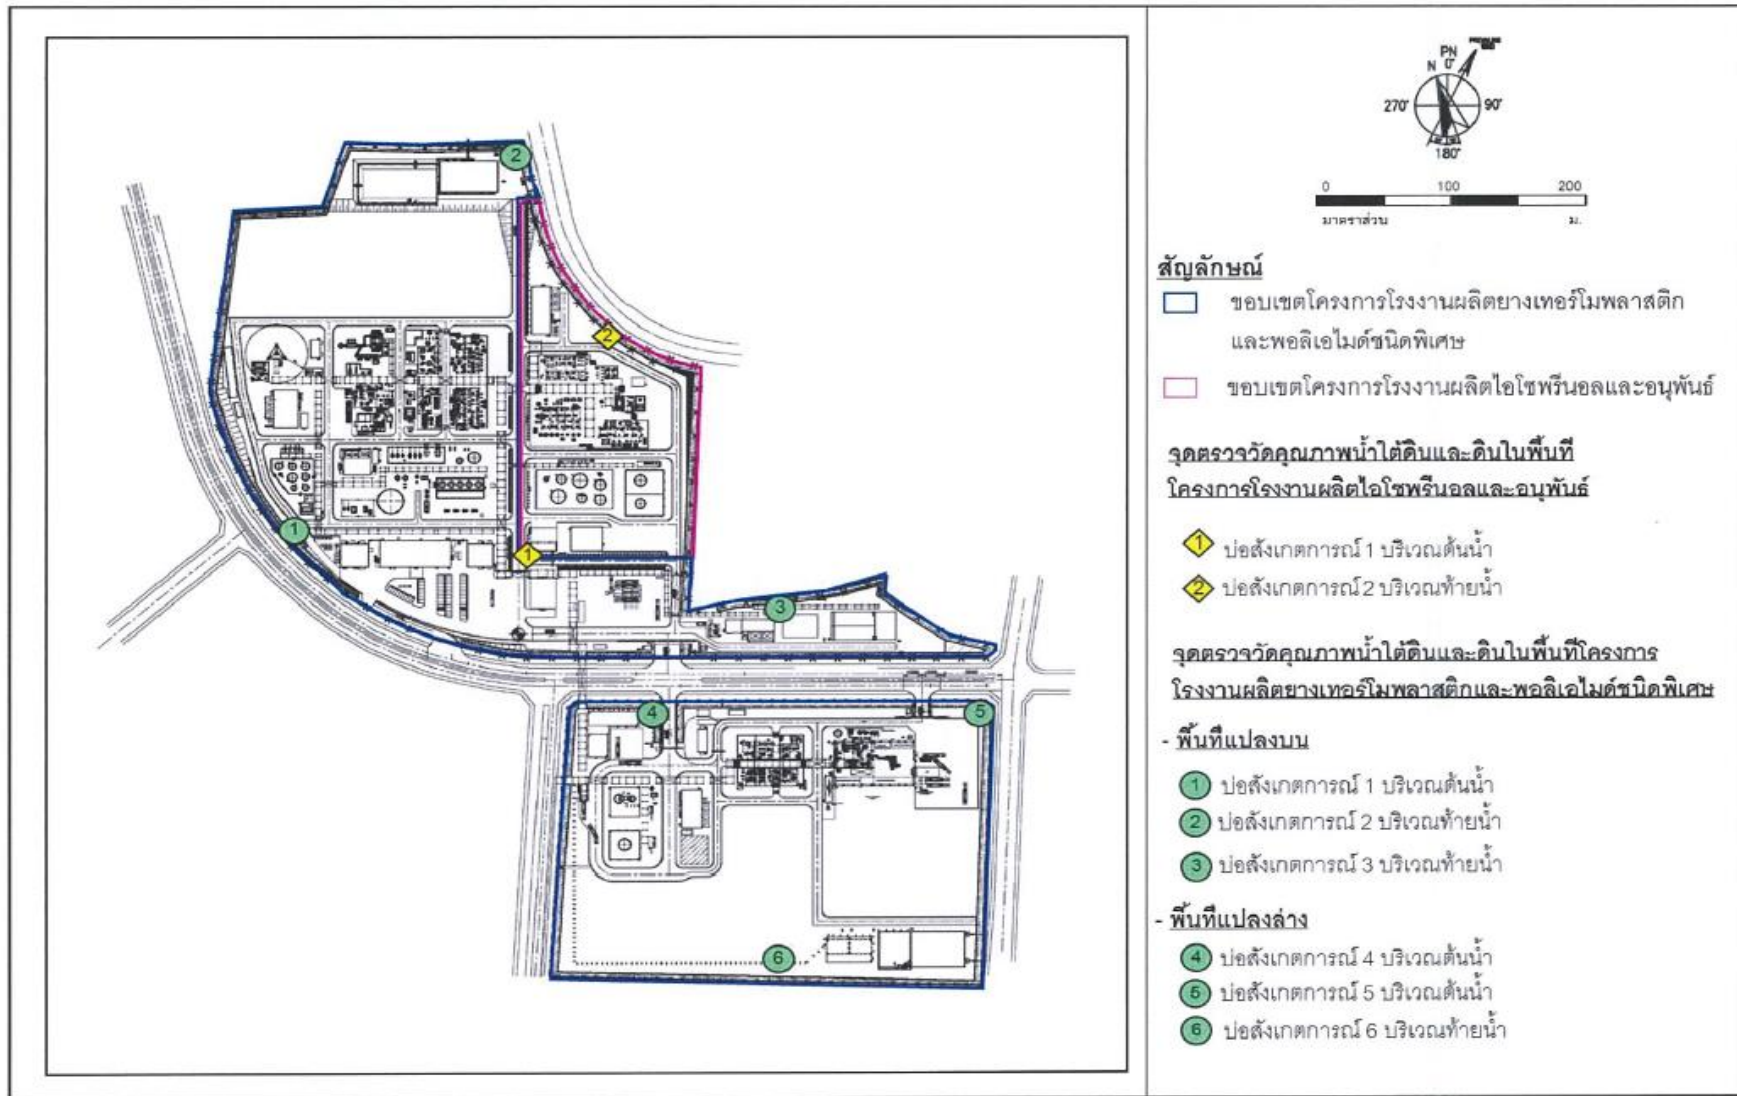 PN
N 0°
270° 90°
180°
0 100 200
มาตราส่วน ม.
สัญลักษณ์
ขอบเขตโครงการโรงงานผลิตยางเทอร์โมพลาสติก
และพอลิเอไมด์ชนิดพิเศษ
ขอบเขตโครงการโรงงานผลิตไอโซพรีนอลและอนุพันธ์
จุดตรวจวัดคุณภาพน้ำใต้ดินและดินในพื้นที่
โครงการโรงงานผลิตไอโซพรีนอลและอนุพันธ์
1 บ่อสังเกตการณ์ 1 บริเวณต้นน้ำ
2 บ่อสังเกตการณ์ 2 บริเวณท้ายน้ำ
จุดตรวจวัดคุณภาพน้ำใต้ดินและดินในพื้นที่โครงการ
โรงงานผลิตยางเทอร์โมพลาสติกและพอลิเอไมด์ชนิดพิเศษ
- พื้นที่แปลงบน
1 บ่อสังเกตการณ์ 1 บริเวณต้นน้ำ
2 บ่อสังเกตการณ์ 2 บริเวณท้ายน้ำ
3 บ่อสังเกตการณ์ 3 บริเวณท้ายน้ำ
- พื้นที่แปลงล่าง
4 บ่อสังเกตการณ์ 4 บริเวณต้นน้ำ
5 บ่อสังเกตการณ์ 5 บริเวณต้นน้ำ
6 บ่อสังเกตการณ์ 6 บริเวณท้ายน้ำ
2
2
1
1
3
4
5
6